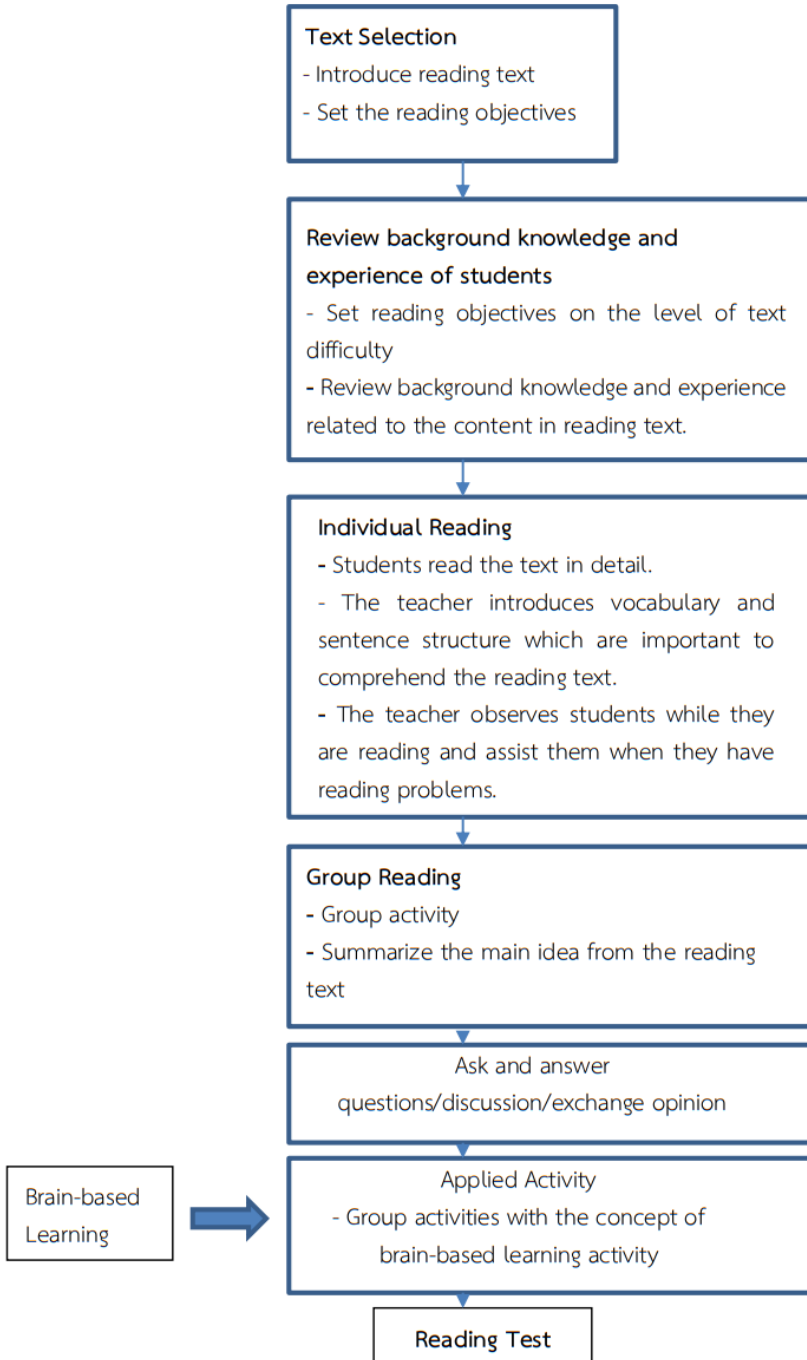 Text Selection
- Introduce reading text
- Set the reading objectives
Review background knowledge and
experience of students
- Set reading objectives on the level of text
difficulty
- Review background knowledge and experience
related to the content in reading text.
Individual Reading
- Students read the text in detail.
- The teacher introduces vocabulary and
sentence structure which are important to
comprehend the reading text.
- The teacher observes students while they
are reading and assist them when they have
reading problems.
Group Reading
- Group activity
- Summarize the main idea from the reading
text
Ask and answer
questions/discussion/exchange opinion
Brain-based
Learning
Applied Activity
- Group activities with the concept of
brain-based learning activity
Reading Test